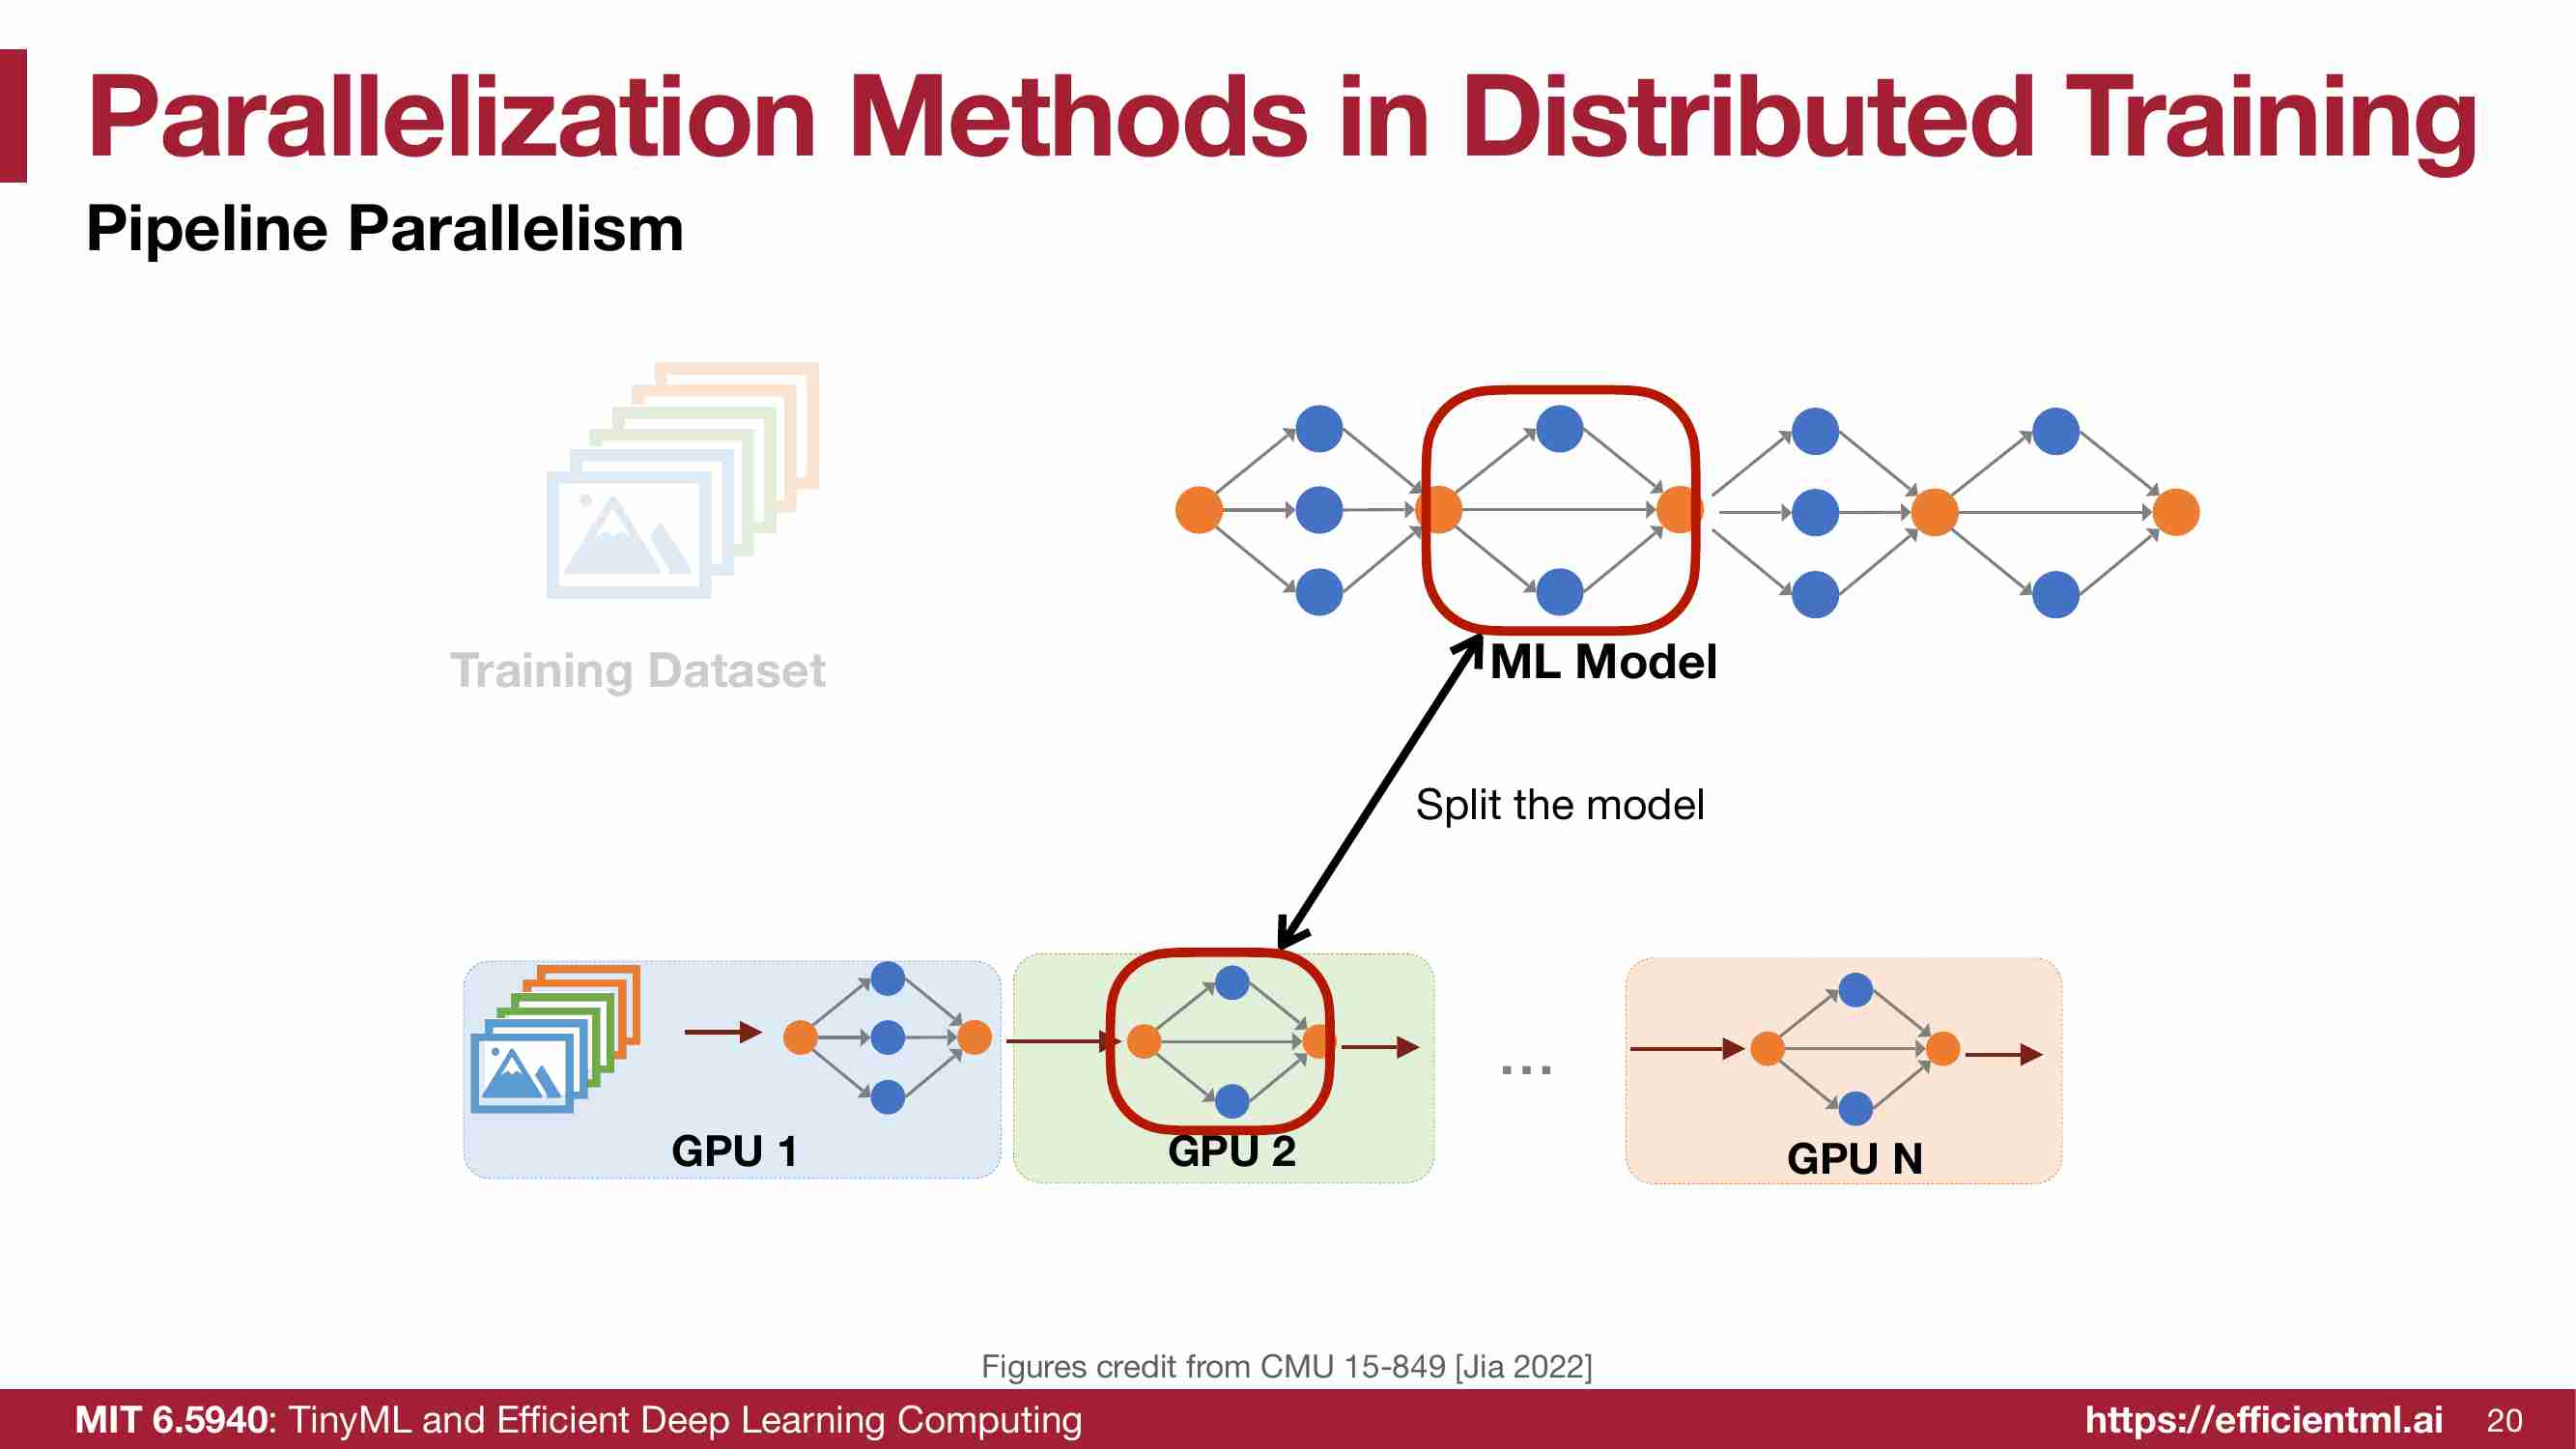 Parallelization Methods in Distributed Training
Pipeline Parallelism
Training Dataset
ML Model
Split the model
...
GPU 1
GPU 2
GPU N
Figures credit from CMU 15-849 [Jia 2022]
MIT 6.5940: TinyML and Efficient Deep Learning Computing
https://efficientml.ai
20